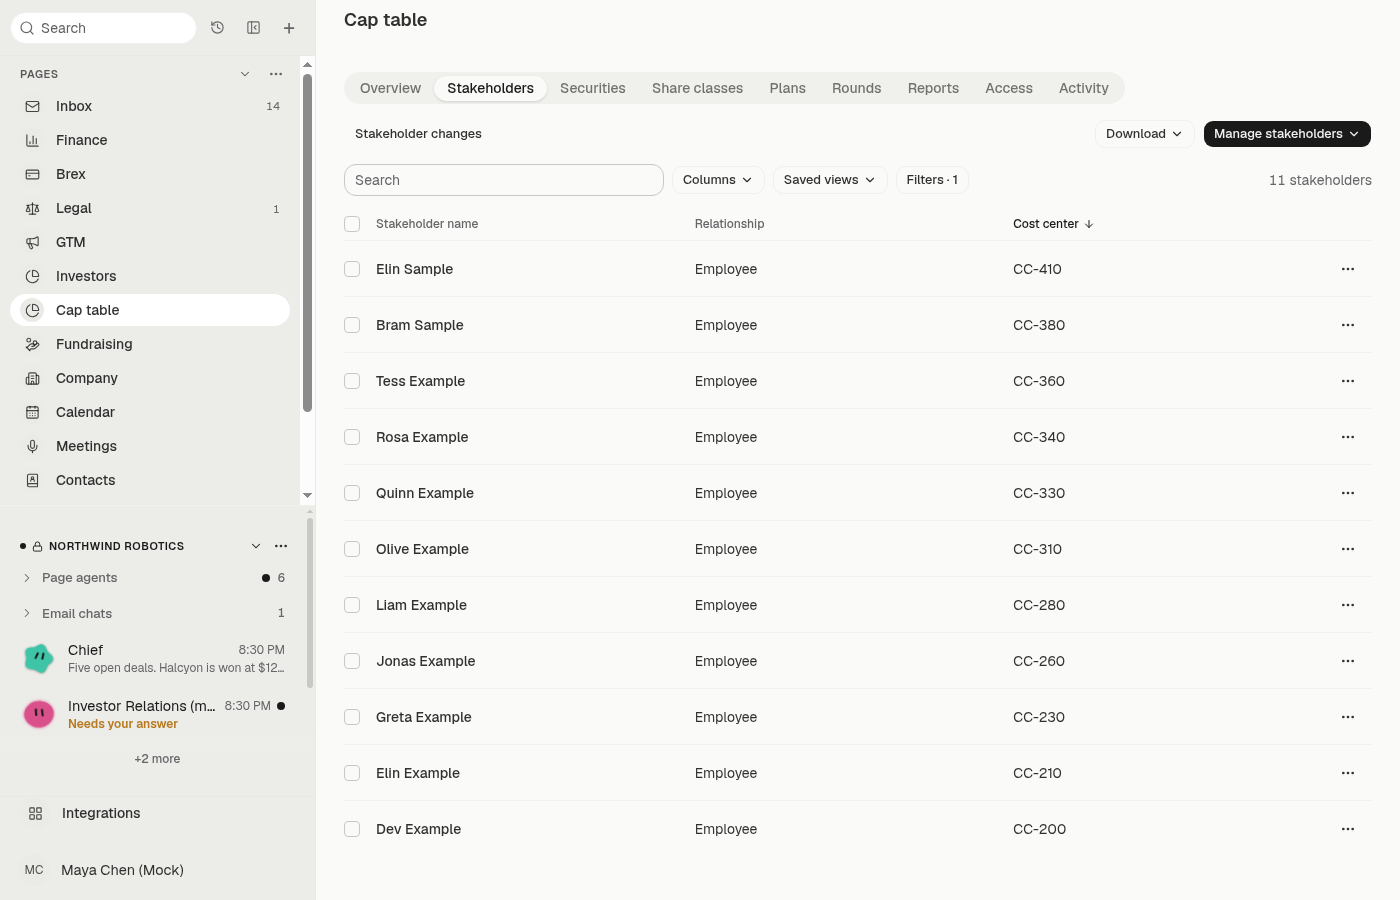 Search
PAGES
Inbox 14
Finance
Brex
Legal 1
GTM
Investors
Cap table
Fundraising
Company
Calendar
Meetings
Contacts
NORTHWIND ROBOTICS
Page agents 6
Email chats 1
Chief 8:30 PM
Five open deals. Halcyon is won at $12...
Investor Relations (m... 8:30 PM
Needs your answer
+2 more
Integrations
MC Maya Chen (Mock)
Cap table
Overview Stakeholders Securities Share classes Plans Rounds Reports Access Activity
Stakeholder changes Download Manage stakeholders
Search Columns Saved views Filters · 1 11 stakeholders
Stakeholder name Relationship Cost center ↓
Elin Sample Employee CC-410
Bram Sample Employee CC-380
Tess Example Employee CC-360
Rosa Example Employee CC-340
Quinn Example Employee CC-330
Olive Example Employee CC-310
Liam Example Employee CC-280
Jonas Example Employee CC-260
Greta Example Employee CC-230
Elin Example Employee CC-210
Dev Example Employee CC-200